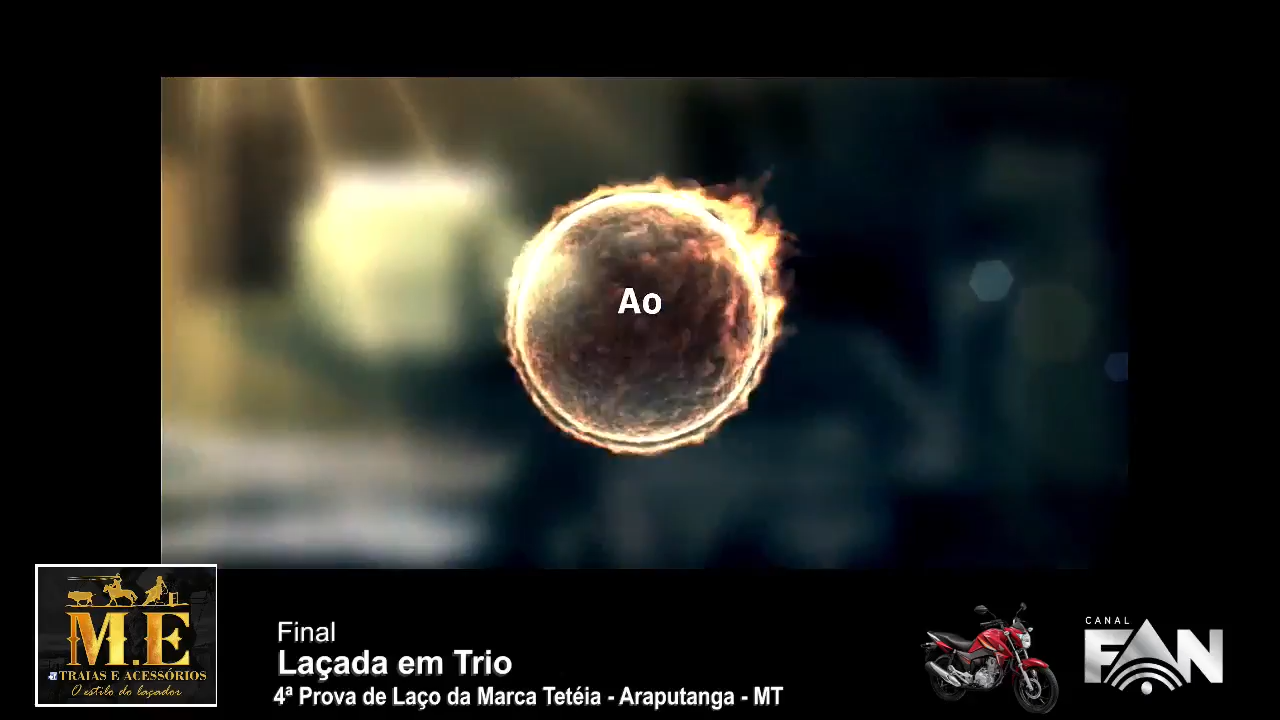 Ao
M.E
TRAIAS E ACESSÓRIOS
O estilo do laçador
Final
Laçada em Trio
4ª Prova de Laço da Marca Tetéia - Araputanga - MT
CANAL
FAN